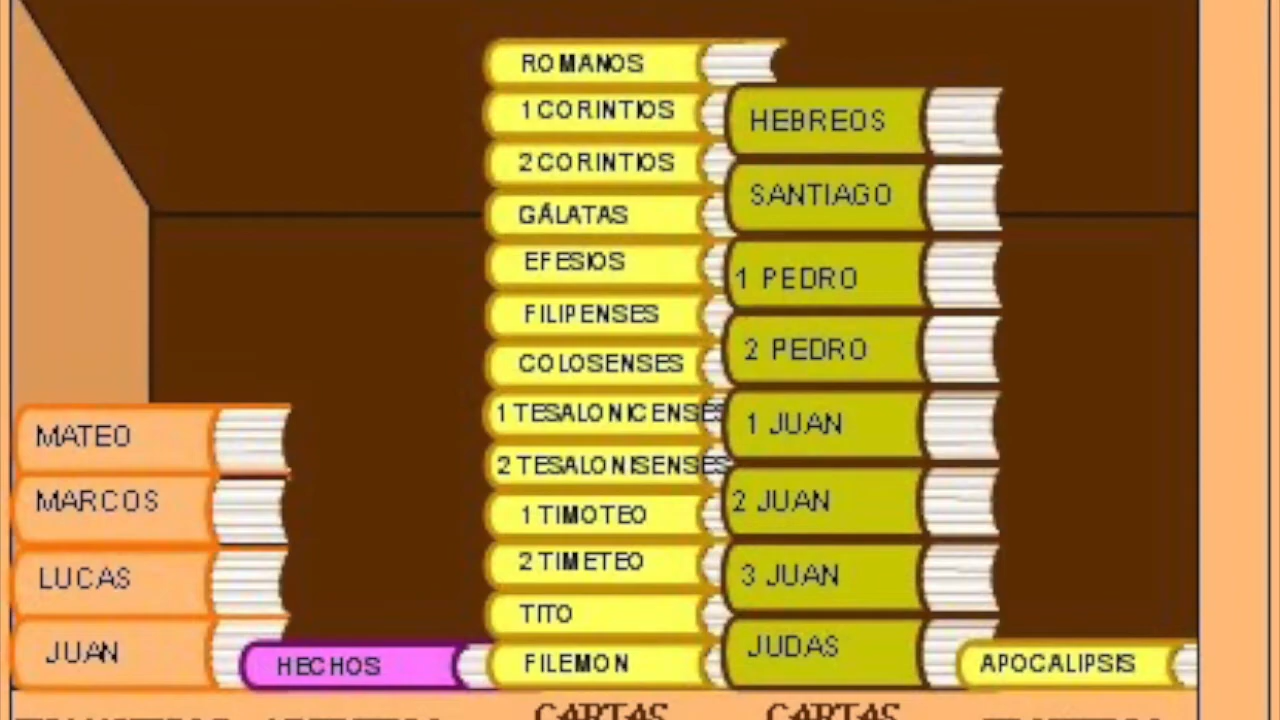 MATEO
MARCOS
LUCAS
JUAN
HECHOS
ROMANOS
1 CORINTIOS
2 CORINTIOS
GÁLATAS
EFESIOS
FILIPENSES
COLOSENSES
1 TESALONICENSES
2 TESALONISENSES
1 TIMOTEO
2 TIMETEO
TITO
FILEMON
HEBREOS
SANTIAGO
1 PEDRO
2 PEDRO
1 JUAN
2 JUAN
3 JUAN
JUDAS
APOCALIPSIS
CARTAS
CARTAS